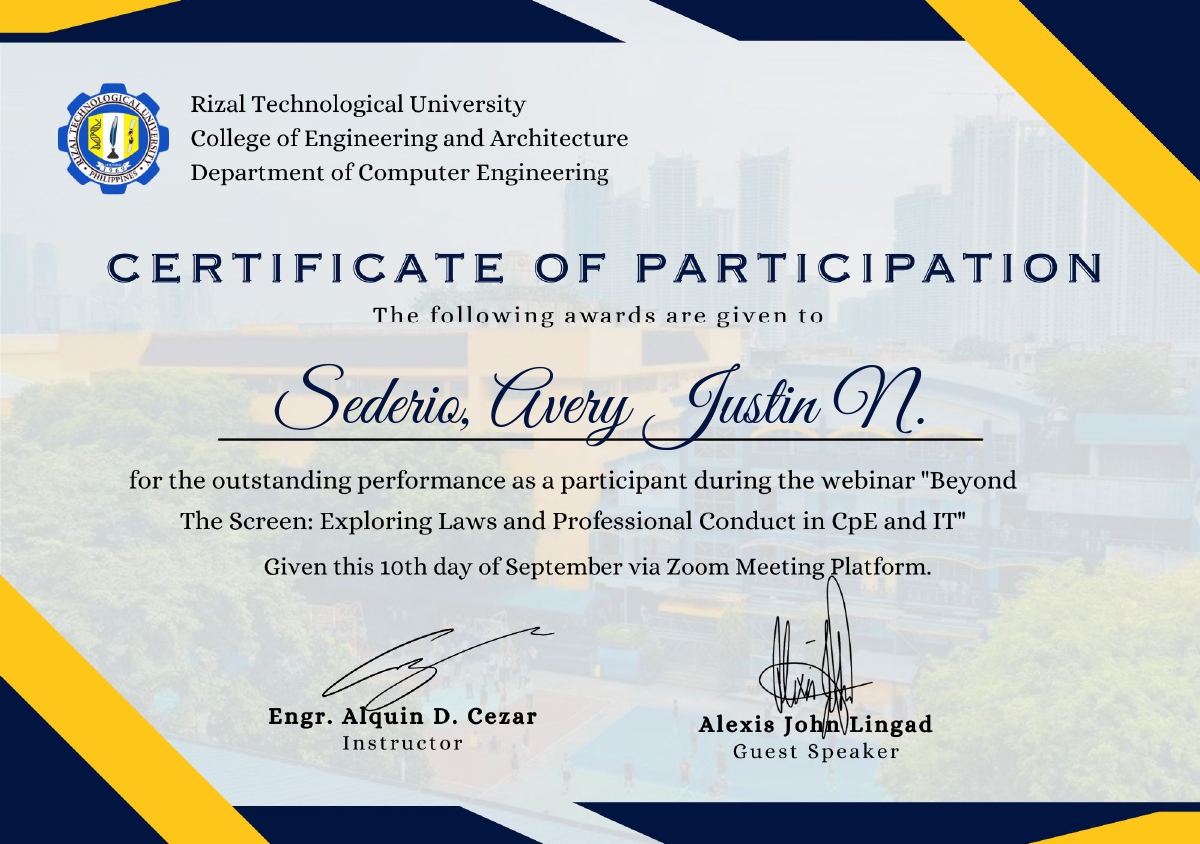 RIZAL TECHNOLOGICAL UNIVERSITY
PHILIPPINES
Rizal Technological University
College of Engineering and Architecture
Department of Computer Engineering
CERTIFICATE OF PARTICIPATION
The following awards are given to
Sederio, Avery Justin N.
for the outstanding performance as a participant during the webinar "Beyond
The Screen: Exploring Laws and Professional Conduct in CpE and IT"
Given this 10th day of September via Zoom Meeting Platform.
Engr. Alquin D. Cezar
Instructor
Alexis John Lingad
Guest Speaker